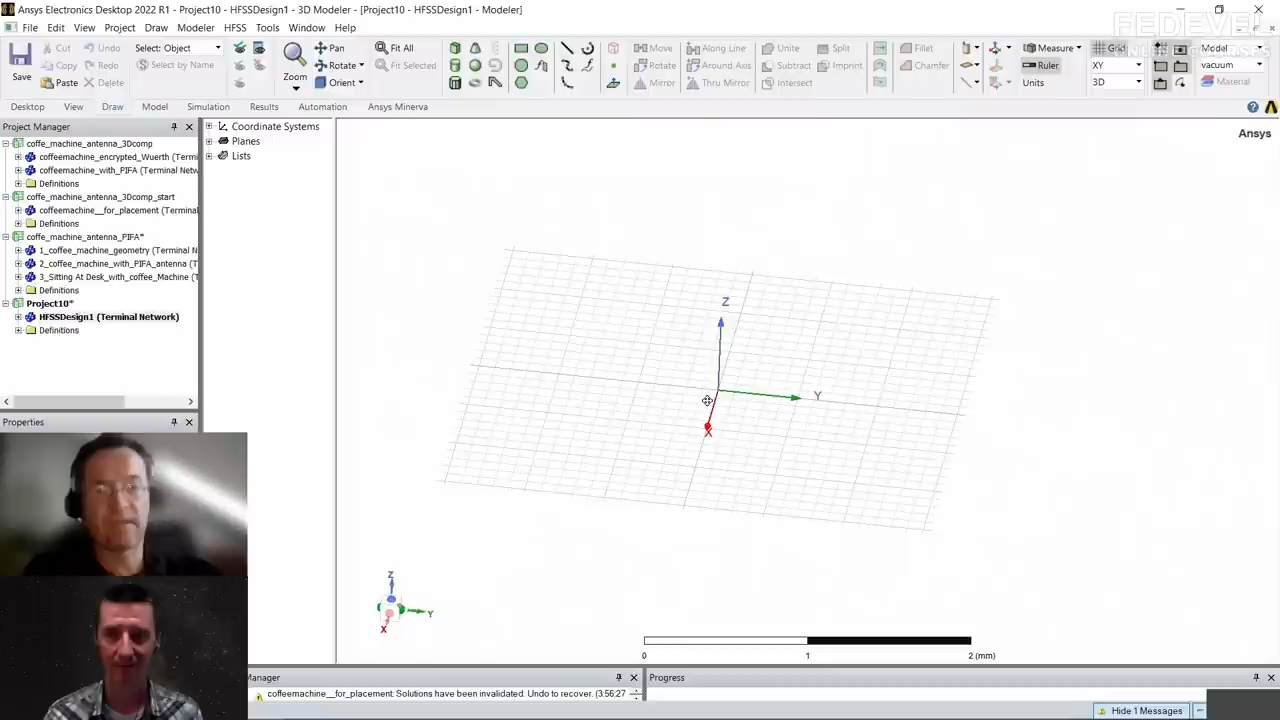 Ansys Electronics Desktop 2022 R1 - Project10 - HFSSDesign1 - 3D Modeler - [Project10 - HFSSDesign1 - Modeler]
FEDEVEL
File Edit View Project Draw Modeler HFSS Tools Window Help
Save
Cut Undo
Copy Redo
Paste Delete
Select: Object
Select by Name
Zoom
Pan
Rotate
Orient
Fit All
Fit Selected
Move Along Line
Rotate Around Axis
Mirror Thru Mirror
Unite Split
Subtract Imprint
Intersect
Fillet
Chamfer
Measure
Ruler
Units
Grid
XY
3D
Model
vacuum
Material
Desktop View Draw Model Simulation Results Automation Ansys Minerva
Project Manager
coffe_machine_antenna_3Dcomp
coffeemachine_encrypted_Wuerth (Termi
coffeemachine_with_PIFA (Terminal Netw
Definitions
coffe_machine_antenna_3Dcomp_start
coffeemachine__for_placement (Terminal
Definitions
coffe_machine_antenna_PIFA*
1_coffee_machine_geometry (Terminal N
2_coffee_machine_with_PIFA_antenna (T
3_Sitting At Desk_with_coffee_Machine (T
Definitions
Project10*
HFSSDesign1 (Terminal Network)
Definitions
Properties
Coordinate Systems
Planes
Lists
Ansys
Z
Y
X
Z
Y
X
0 1 2 (mm)
Manager
coffeemachine__for_placement: Solutions have been invalidated. Undo to recover. (3:56:27
Progress
Hide 1 Messages